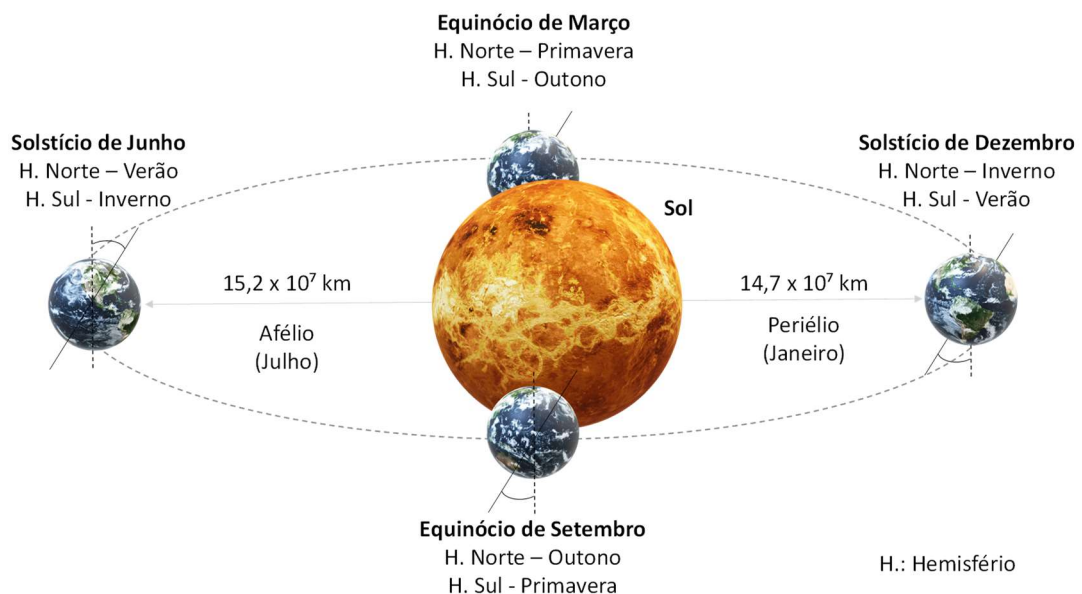 Equinócio de Março
H. Norte – Primavera
H. Sul - Outono
Solstício de Junho
H. Norte – Verão
H. Sul - Inverno
Solstício de Dezembro
H. Norte – Inverno
H. Sul - Verão
Sol
15,2 x 10⁷ km
Afélio
(Julho)
14,7 x 10⁷ km
Periélio
(Janeiro)
Equinócio de Setembro
H. Norte – Outono
H. Sul - Primavera
H.: Hemisfério